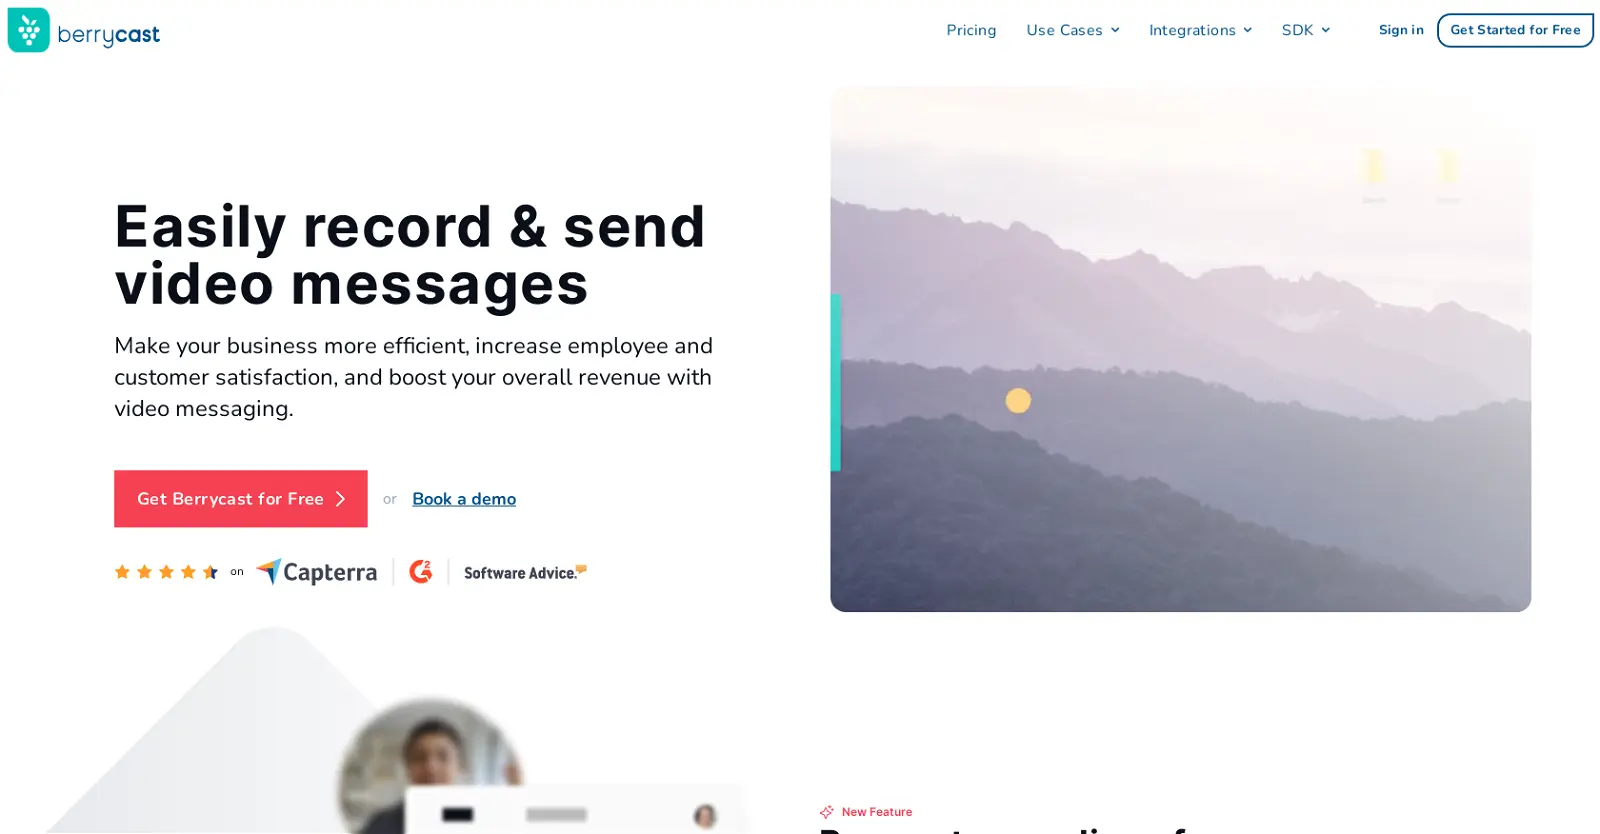 berrycast
Pricing
Use Cases
Integrations
SDK
Sign in
Get Started for Free
Easily record & send
video messages
Make your business more efficient, increase employee and
customer satisfaction, and boost your overall revenue with
video messaging.
Get Berrycast for Free
or
Book a demo
on
Capterra
G2
Software Advice.
New Feature